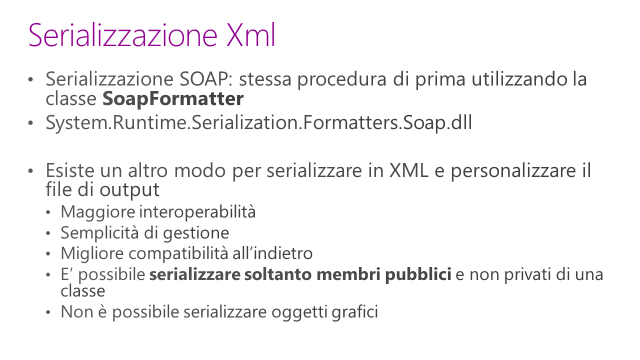 Serializzazione Xml
• Serializzazione SOAP: stessa procedura di prima utilizzando la
classe SoapFormatter
• System.Runtime.Serialization.Formatters.Soap.dll
• Esiste un altro modo per serializzare in XML e personalizzare il
file di output
• Maggiore interoperabilità
• Semplicità di gestione
• Migliore compatibilità all'indietro
• E' possibile serializzare soltanto membri pubblici e non privati di una
classe
• Non è possibile serializzare oggetti grafici